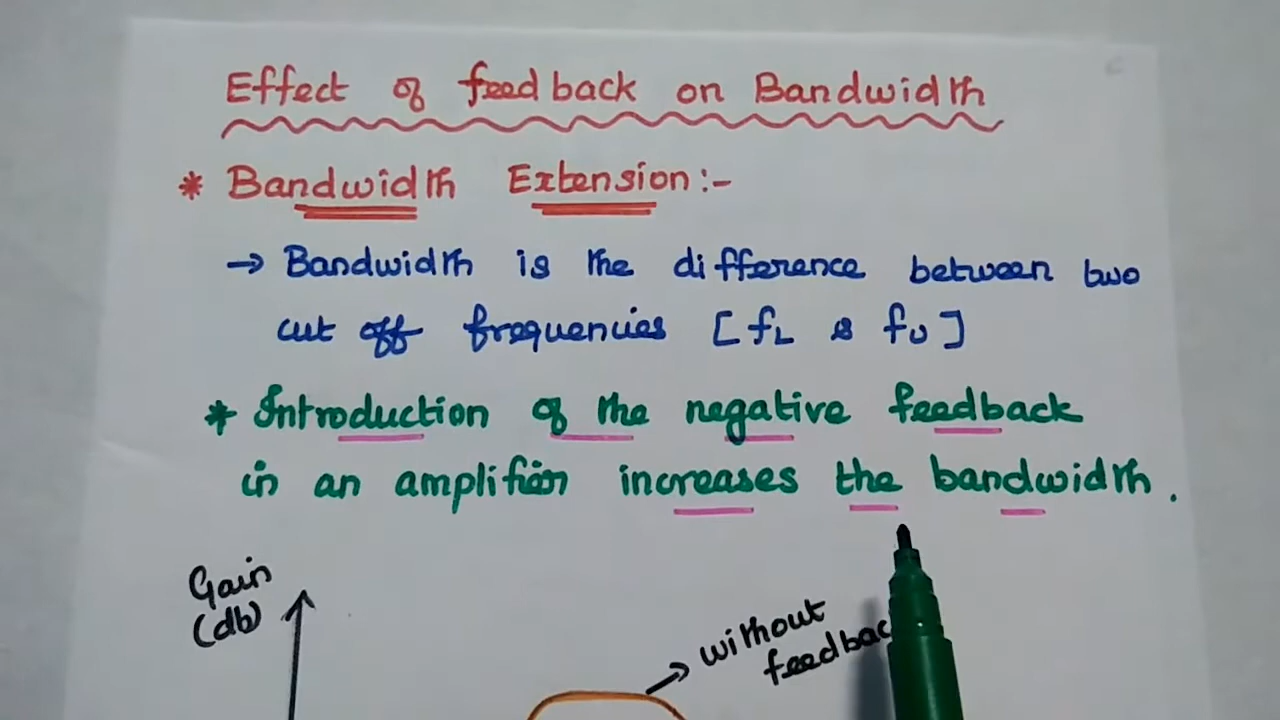 Effect of feedback on Bandwidth
* Bandwidth Extension:-
→ Bandwidth is the difference between two
cut off frequencies [fL & fU]
* Introduction of the negative feedback
in an amplifier increases the bandwidth.
Gain
(db)
→ without
feedbac